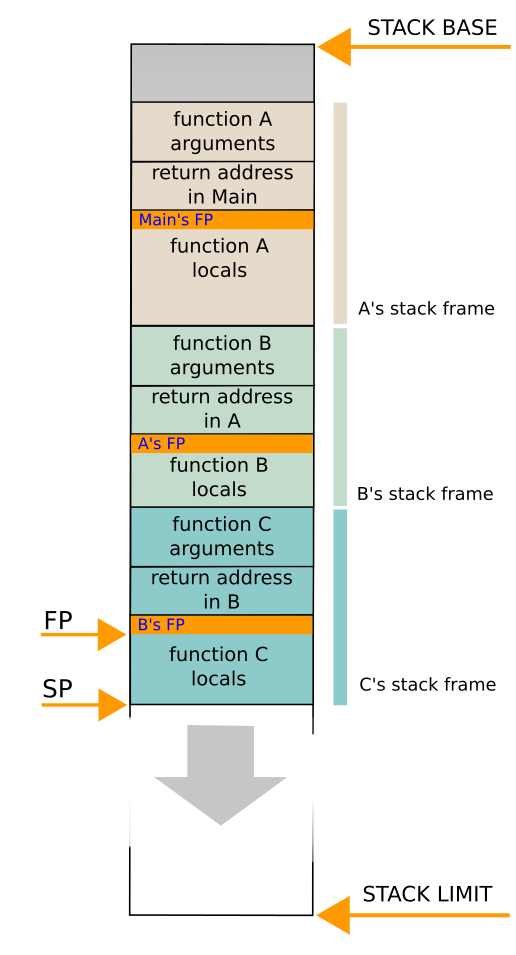 STACK BASE
function A
arguments
return address
in Main
Main's FP
function A
locals
A's stack frame
function B
arguments
return address
in A
A's FP
function B
locals
B's stack frame
function C
arguments
return address
in B
FP
B's FP
function C
locals
SP
C's stack frame
STACK LIMIT